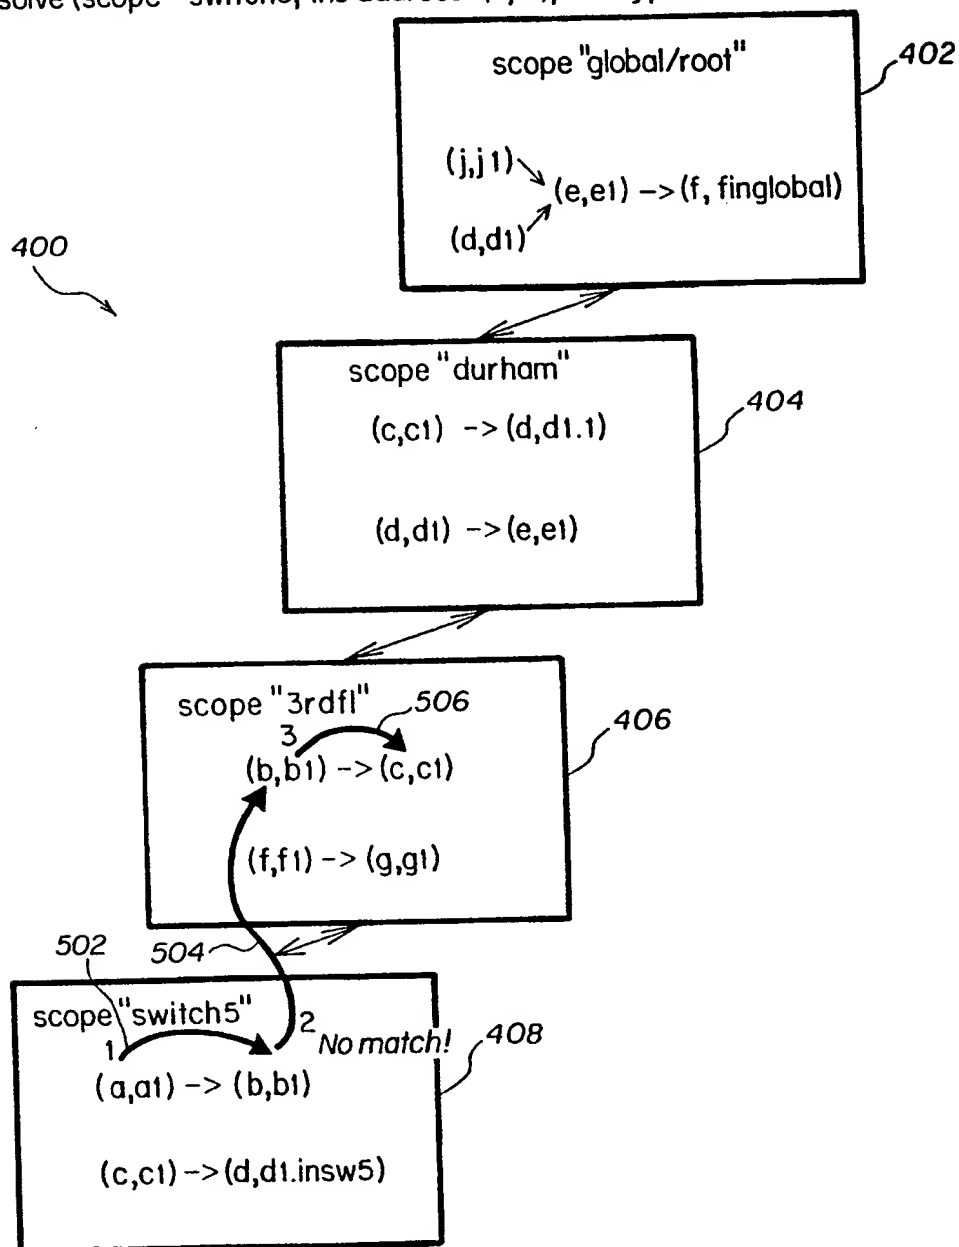 scope "global/root"
402
(j,j1)
(e,e1) -> (f, finglobal)
(d,d1)
400
scope "durham"
404
(c,c1) -> (d,d1.1)
(d,d1) -> (e,e1)
scope "3rdfl"
506
406
3
(b,b1) -> (c,c1)
(f,f1) -> (g,g1)
502
504
scope "switch5"
1
2
No match!
408
(a,a1) -> (b,b1)
(c,c1) -> (d,d1.insw5)